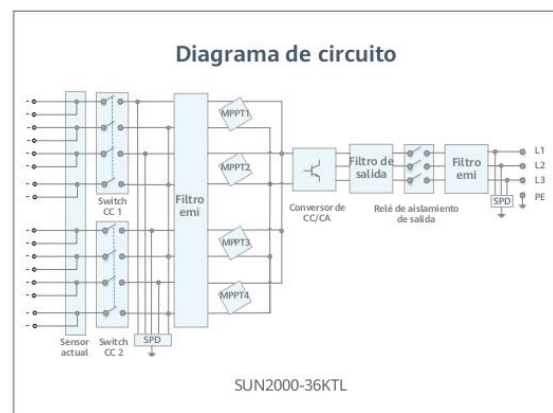 Diagrama de circuito
MPPT1
MPPT2
MPPT3
MPPT4
Filtro
emi
Switch
CC 1
Switch
CC 2
Sensor
actual
SPD
Conversor de
CC/CA
Filtro de
salida
Relé de aislamiento
de salida
Filtro
emi
L1
L2
L3
PE
SPD
SUN2000-36KTL